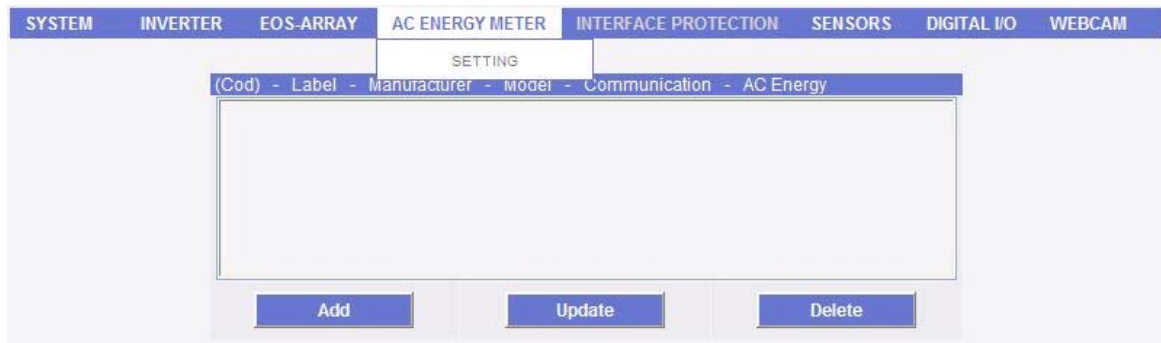 SYSTEM INVERTER EOS-ARRAY AC ENERGY METER INTERFACE PROTECTION SENSORS DIGITAL I/O WEBCAM
SETTING
(Cod) - Label - Manufacturer - Model - Communication - AC Energy
Add Update Delete